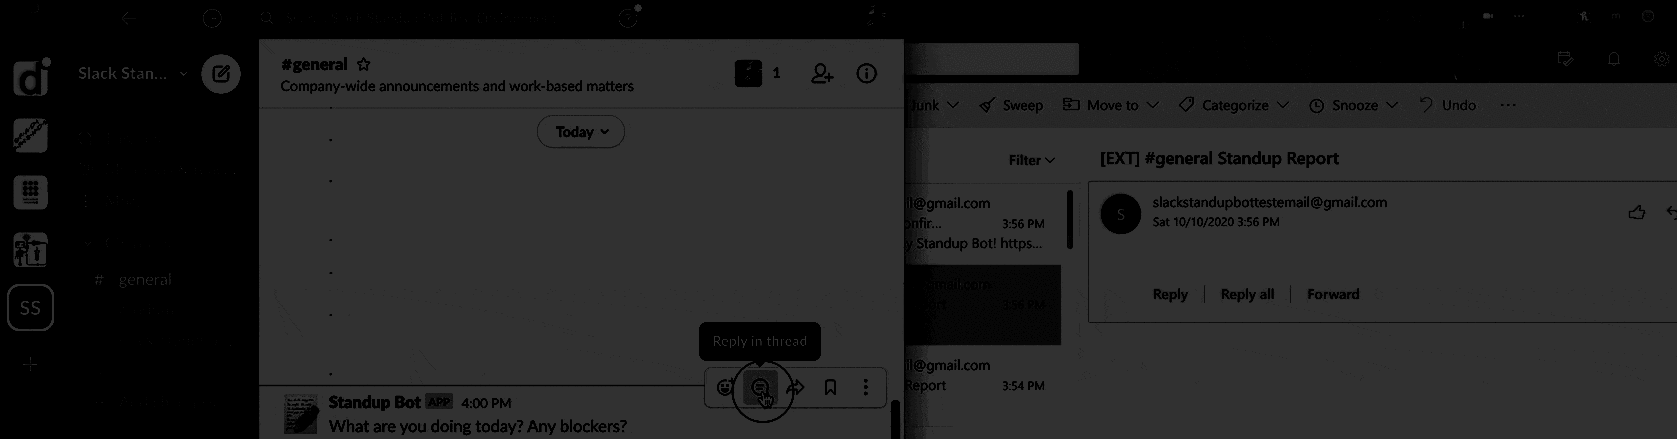 Slack Stan...
#general
Company-wide announcements and work-based matters
1
Today
# general
SS
Reply in thread
Standup Bot APP 4:00 PM
What are you doing today? Any blockers?
Junk Sweep Move to Categorize Snooze Undo
Filter
l@gmail.com
onfir... 3:56 PM
y Standup Bot! https...
3:56 PM
l@gmail.com
Report 3:54 PM
[EXT] #general Standup Report
S
slackstandupbottestemail@gmail.com
Sat 10/10/2020 3:56 PM
Reply Reply all Forward